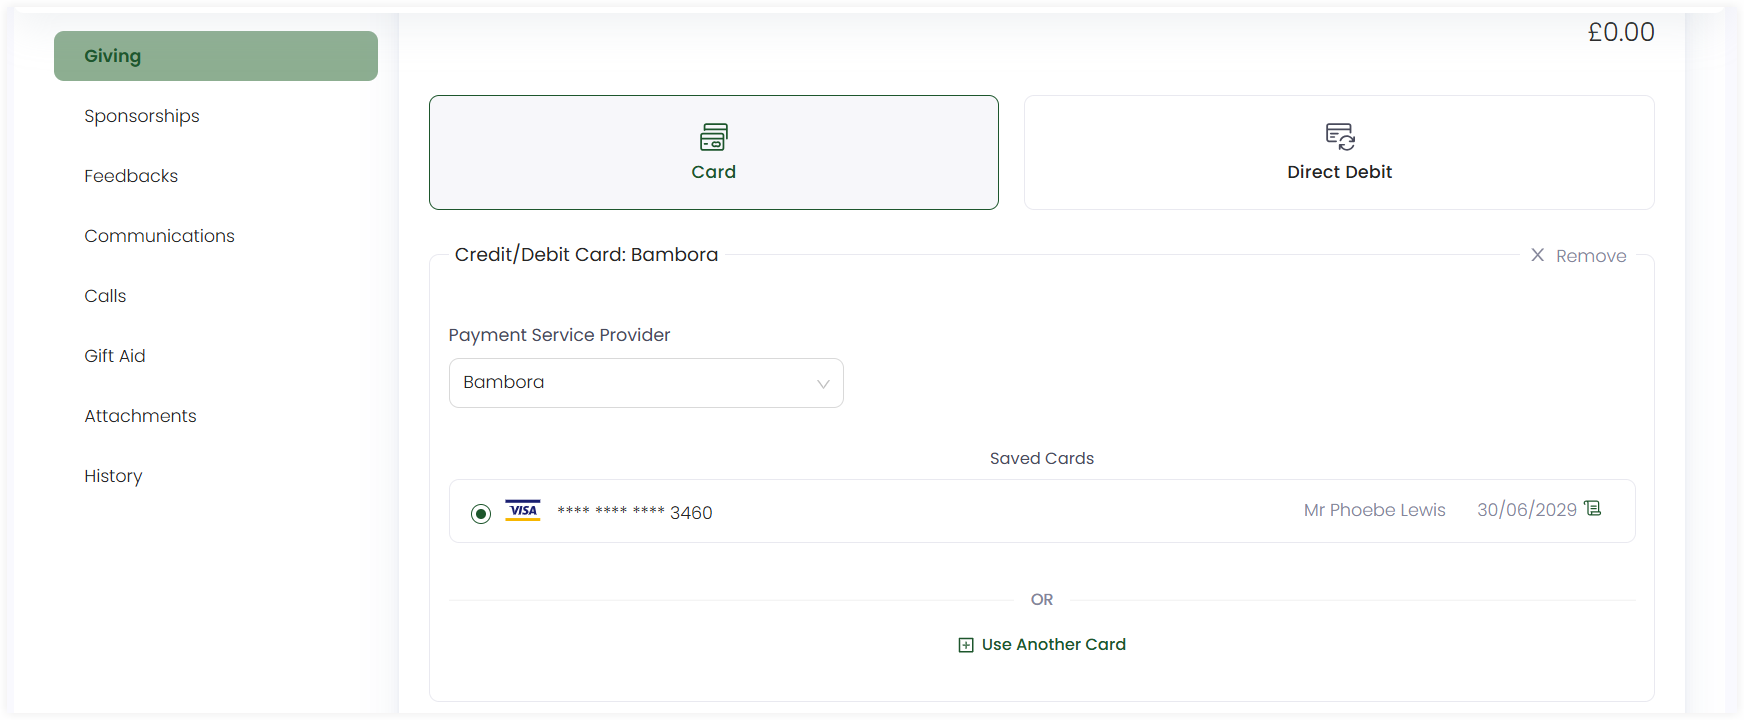 £0.00
Giving
Sponsorships
Feedbacks
Communications
Calls
Gift Aid
Attachments
History
Card
Direct Debit
Credit/Debit Card: Bambora
X Remove
Payment Service Provider
Bambora
Saved Cards
VISA **** **** **** 3460 Mr Phoebe Lewis 30/06/2029
OR
Use Another Card